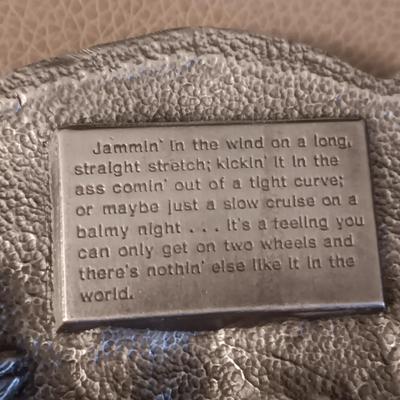 Jammin' in the wind on a long,
straight stretch; kickin' it in the
ass comin' out of a tight curve;
or maybe just a slow cruise on a
balmy night . . . it's a feeling you
can only get on two wheels and
there's nothin' else like it in the
world.